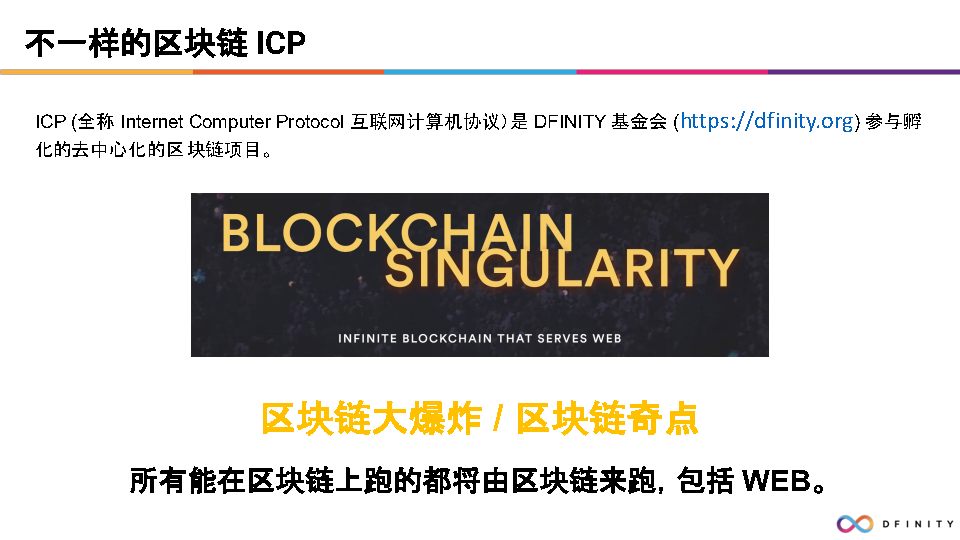 不一样的区块链 ICP
ICP (全称 Internet Computer Protocol 互联网计算机协议）是 DFINITY 基金会 (https://dfinity.org) 参与孵
化的去中心化的区块链项目。
BLOCKCHAIN
SINGULARITY
INFINITE BLOCKCHAIN THAT SERVES WEB
区块链大爆炸 / 区块链奇点
所有能在区块链上跑的都将由区块链来跑，包括 WEB。
DFINITY